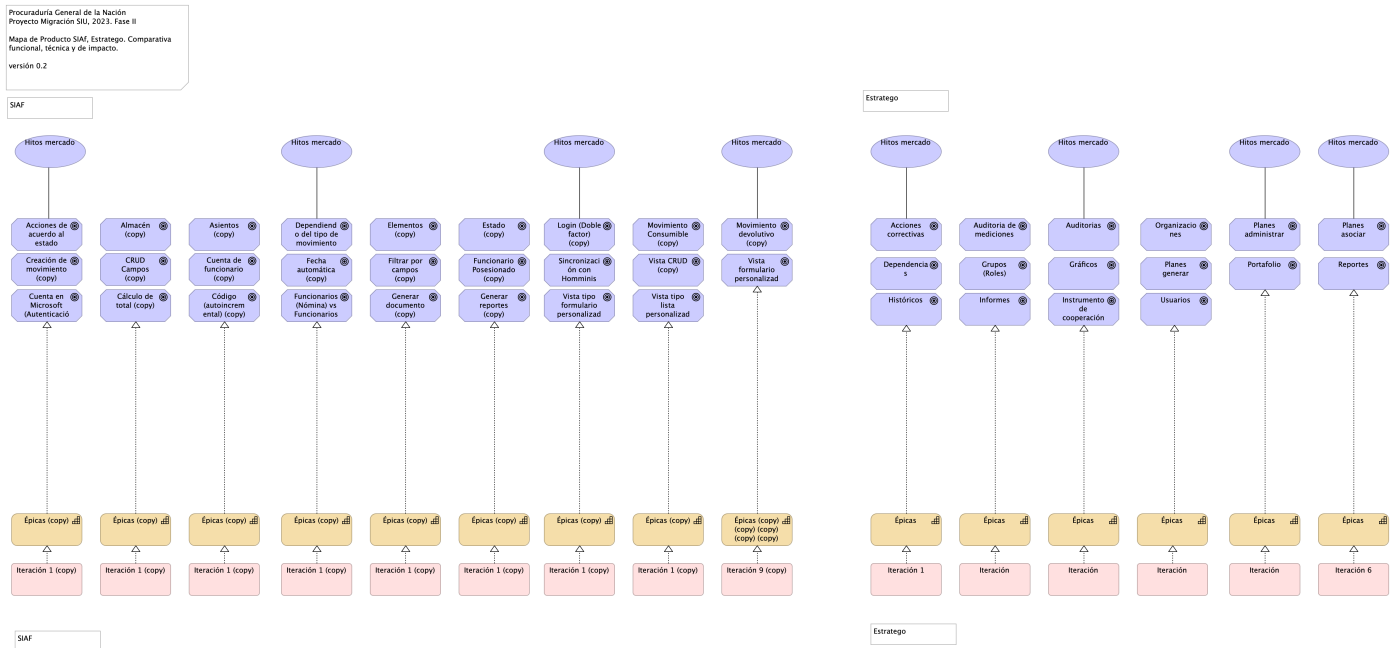 Procuraduría General de la Nación
Proyecto Migración SIU, 2023. Fase II
Mapa de Producto SIAf, Estratego. Comparativa
funcional, técnica y de impacto.
versión 0.2
SIAF
Estratego
Hitos mercado
Hitos mercado
Hitos mercado
Hitos mercado
Hitos mercado
Hitos mercado
Hitos mercado
Hitos mercado
Acciones de
acuerdo al
estado
Almacén
(copy)
Asientos
(copy)
Dependiend
o del tipo de
movimiento
Elementos
(copy)
Estado
(copy)
Login (Doble
factor)
(copy)
Movimiento
Consumible
(copy)
Movimiento
devolutivo
(copy)
Acciones
correctivas
Auditoria de
mediciones
Auditorias
Organizacio
nes
Planes
administrar
Planes
asociar
Creación de
movimiento
(copy)
CRUD
Campos
(copy)
Cuenta de
funcionario
(copy)
Fecha
automática
(copy)
Filtrar por
campos
(copy)
Funcionario
Posesionado
(copy)
Sincronizaci
ón con
Homminis
Vista CRUD
(copy)
Vista
formulario
personalizad
Dependencia
s
Grupos
(Roles)
Gráficos
Planes
generar
Portafolio
Reportes
Cuenta en
Microsoft
(Autenticació
Cálculo de
total (copy)
Código
(autoincrem
ental) (copy)
Funcionarios
(Nómina) vs
Funcionarios
Generar
documento
(copy)
Generar
reportes
(copy)
Vista tipo
formulario
personalizad
Vista tipo
lista
personalizad
Históricos
Informes
Instrumento
de
cooperación
Usuarios
Épicas (copy)
Épicas (copy)
Épicas (copy)
Épicas (copy)
Épicas (copy)
Épicas (copy)
Épicas (copy)
Épicas (copy)
Épicas (copy)
(copy) (copy)
(copy) (copy)
Épicas
Épicas
Épicas
Épicas
Épicas
Épicas
Iteración 1 (copy)
Iteración 1 (copy)
Iteración 1 (copy)
Iteración 1 (copy)
Iteración 1 (copy)
Iteración 1 (copy)
Iteración 1 (copy)
Iteración 1 (copy)
Iteración 9 (copy)
Iteración 1
Iteración
Iteración
Iteración
Iteración
Iteración 6
SIAF
Estratego